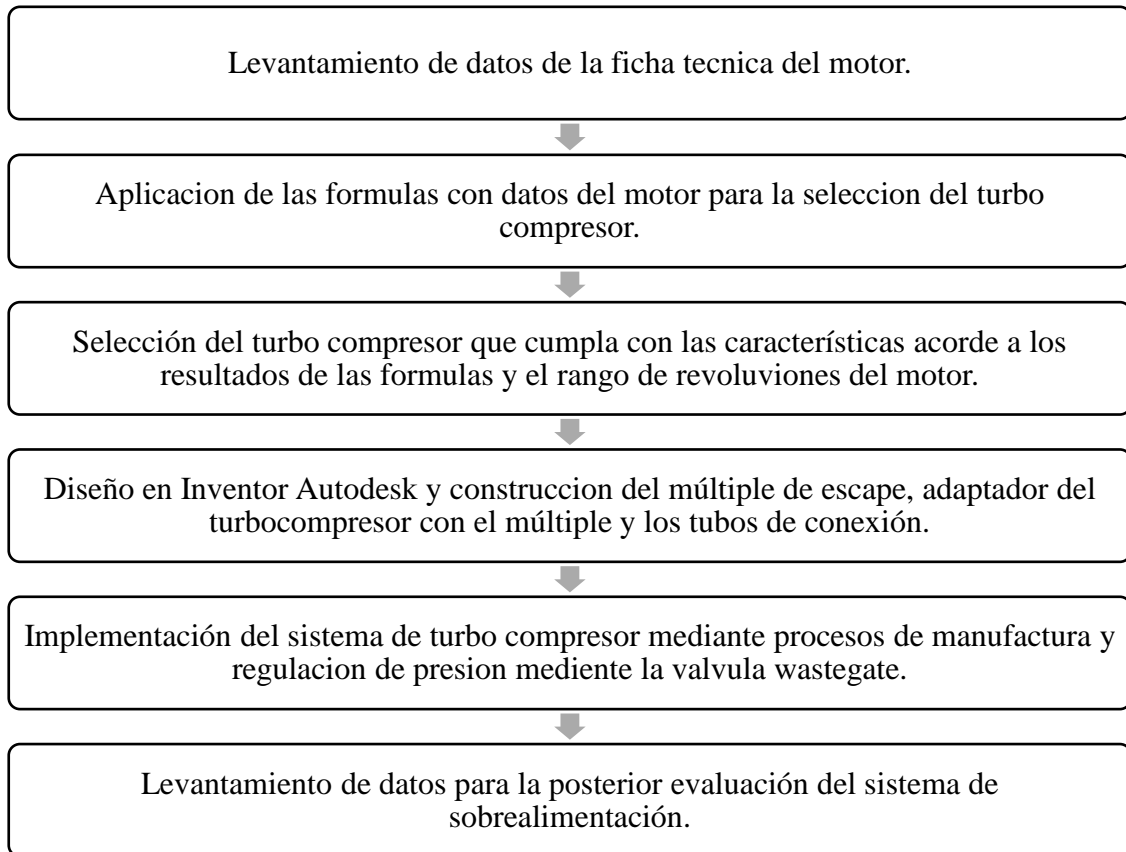 Levantamiento de datos de la ficha tecnica del motor.
Aplicacion de las formulas con datos del motor para la seleccion del turbo
compresor.
Selección del turbo compresor que cumpla con las características acorde a los
resultados de las formulas y el rango de revoluviones del motor.
Diseño en Inventor Autodesk y construccion del múltiple de escape, adaptador del
turbocompresor con el múltiple y los tubos de conexión.
Implementación del sistema de turbo compresor mediante procesos de manufactura y
regulacion de presion mediente la valvula wastegate.
Levantamiento de datos para la posterior evaluación del sistema de
sobrealimentación.